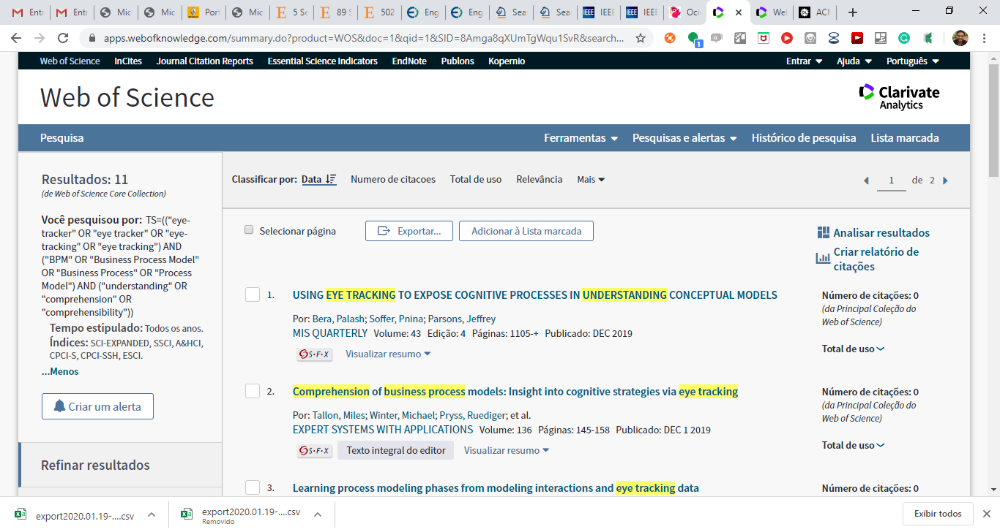 Entr
Entr
Mic
Mic
Port
Mic
5 Se
89 S
502
Eng
Eng
Sear
Sear
IEEE
IEEE
Ocio
We
ACM
apps.webofknowledge.com/summary.do?product=WOS&doc=1&qid=1&SID=8Amga8qXUmTgWqu1SvR&search...
Web of Science InCites Journal Citation Reports Essential Science Indicators EndNote Publons Kopernio Entrar Ajuda Português
Web of Science
Clarivate
Analytics
Pesquisa Ferramentas Pesquisas e alertas Histórico de pesquisa Lista marcada
Resultados: 11
(de Web of Science Core Collection)
Você pesquisou por: TS=(("eye-
tracker" OR "eye tracker" OR "eye-
tracking" OR "eye tracking") AND
("BPM" OR "Business Process Model"
OR "Business Process" OR "Process
Model") AND ("understanding" OR
"comprehension" OR
"comprehensibility"))
Tempo estipulado: Todos os anos.
Índices: SCI-EXPANDED, SSCI, A&HCI,
CPCI-S, CPCI-SSH, ESCI.
...Menos
Criar um alerta
Refinar resultados
Classificar por: Data Numero de citacoes Total de uso Relevância Mais
1 de 2
Selecionar página Exportar... Adicionar à Lista marcada
Analisar resultados
Criar relatório de
citações
1. USING EYE TRACKING TO EXPOSE COGNITIVE PROCESSES IN UNDERSTANDING CONCEPTUAL MODELS
Por: Bera, Palash; Soffer, Pnina; Parsons, Jeffrey
MIS QUARTERLY Volume: 43 Edição: 4 Páginas: 1105-+ Publicado: DEC 2019
S·F·X Visualizar resumo
Número de citações: 0
(da Principal Coleção do
Web of Science)
Total de uso
2. Comprehension of business process models: Insight into cognitive strategies via eye tracking
Por: Tallon, Miles; Winter, Michael; Pryss, Ruediger; et al.
EXPERT SYSTEMS WITH APPLICATIONS Volume: 136 Páginas: 145-158 Publicado: DEC 1 2019
S·F·X Texto integral do editor Visualizar resumo
Número de citações: 0
(da Principal Coleção do
Web of Science)
Total de uso
3. Learning process modeling phases from modeling interactions and eye tracking data
Número de citações: 0
export2020.01.19-....csv
export2020.01.19-....csv
Removido
Exibir todos